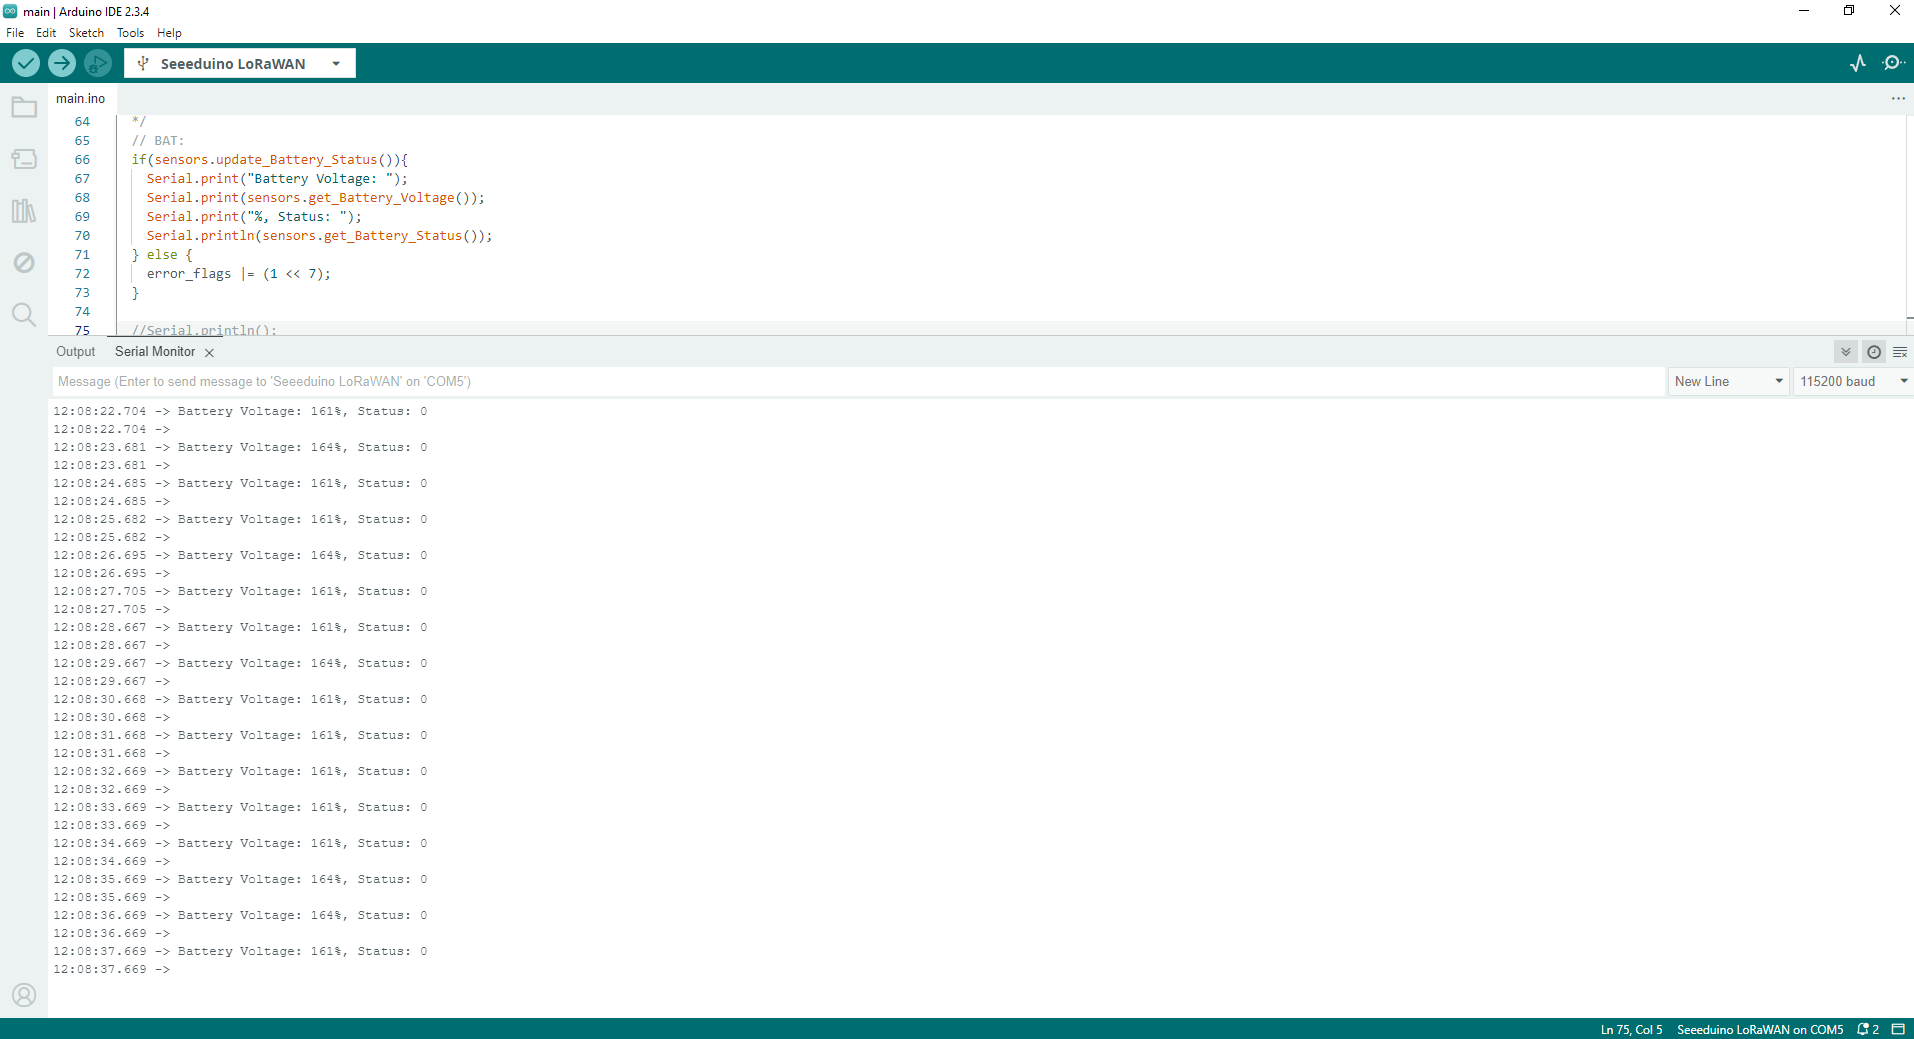 main | Arduino IDE 2.3.4
File Edit Sketch Tools Help
Seeeduino LoRaWAN
main.ino
64 */
65 // BAT:
66 if(sensors.update_Battery_Status()){
67 Serial.print("Battery Voltage: ");
68 Serial.print(sensors.get_Battery_Voltage());
69 Serial.print("%, Status: ");
70 Serial.println(sensors.get_Battery_Status());
71 } else {
72 error_flags |= (1 << 7);
73 }
74
75 //Serial.println();
Output Serial Monitor
Message (Enter to send message to 'Seeeduino LoRaWAN' on 'COM5')
New Line 115200 baud
12:08:22.704 -> Battery Voltage: 161%, Status: 0
12:08:22.704 ->
12:08:23.681 -> Battery Voltage: 164%, Status: 0
12:08:23.681 ->
12:08:24.685 -> Battery Voltage: 161%, Status: 0
12:08:24.685 ->
12:08:25.682 -> Battery Voltage: 161%, Status: 0
12:08:25.682 ->
12:08:26.695 -> Battery Voltage: 164%, Status: 0
12:08:26.695 ->
12:08:27.705 -> Battery Voltage: 161%, Status: 0
12:08:27.705 ->
12:08:28.667 -> Battery Voltage: 161%, Status: 0
12:08:28.667 ->
12:08:29.667 -> Battery Voltage: 164%, Status: 0
12:08:29.667 ->
12:08:30.668 -> Battery Voltage: 161%, Status: 0
12:08:30.668 ->
12:08:31.668 -> Battery Voltage: 161%, Status: 0
12:08:31.668 ->
12:08:32.669 -> Battery Voltage: 161%, Status: 0
12:08:32.669 ->
12:08:33.669 -> Battery Voltage: 161%, Status: 0
12:08:33.669 ->
12:08:34.669 -> Battery Voltage: 161%, Status: 0
12:08:34.669 ->
12:08:35.669 -> Battery Voltage: 164%, Status: 0
12:08:35.669 ->
12:08:36.669 -> Battery Voltage: 164%, Status: 0
12:08:36.669 ->
12:08:37.669 -> Battery Voltage: 161%, Status: 0
12:08:37.669 ->
Ln 75, Col 5 Seeeduino LoRaWAN on COM5 2